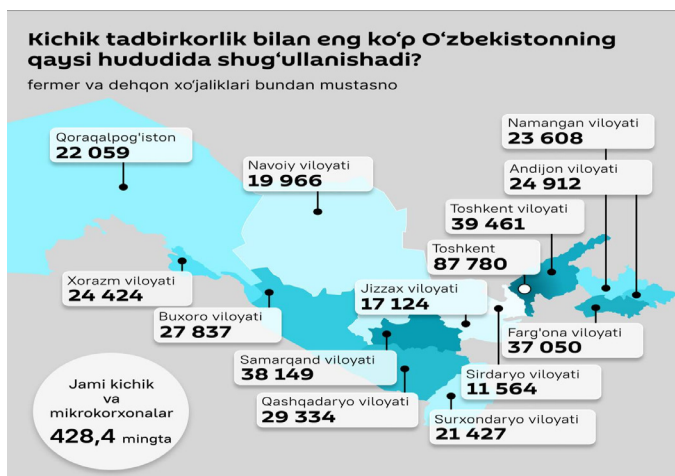 Kichik tadbirkorlik bilan eng ko‘p O‘zbekistonning
qaysi hududida shug‘ullanishadi?
fermer va dehqon xo‘jaliklari bundan mustasno
Qoraqalpog'iston
22 059
Navoiy viloyati
19 966
Namangan viloyati
23 608
Andijon viloyati
24 912
Toshkent viloyati
39 461
Toshkent
87 780
Xorazm viloyati
24 424
Buxoro viloyati
27 837
Jizzax viloyati
17 124
Farg'ona viloyati
37 050
Samarqand viloyati
38 149
Sirdaryo viloyati
11 564
Qashqadaryo viloyati
29 334
Surxondaryo viloyati
21 427
Jami kichik
va
mikrokorxonalar
428,4 mingta